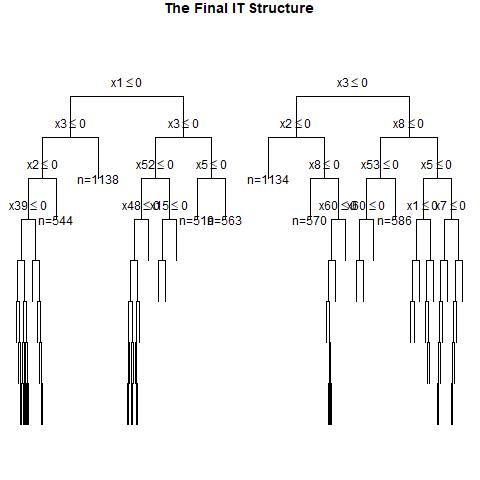 The Final IT Structure
x1 ≤ 0 x3 ≤ 0
x3 ≤ 0 x3 ≤ 0 x2 ≤ 0 x8 ≤ 0
x2 ≤ 0 x52 ≤ 0 x5 ≤ 0 x8 ≤ 0 x53 ≤ 0 x5 ≤ 0
n=1138 n=1134
x39 ≤ 0 x48 ≤ 0 x15 ≤ 0 x60 ≤ 0 x60 ≤ 0 x1 ≤ 0 x7 ≤ 0
n=544 n=563 n=570 n=586